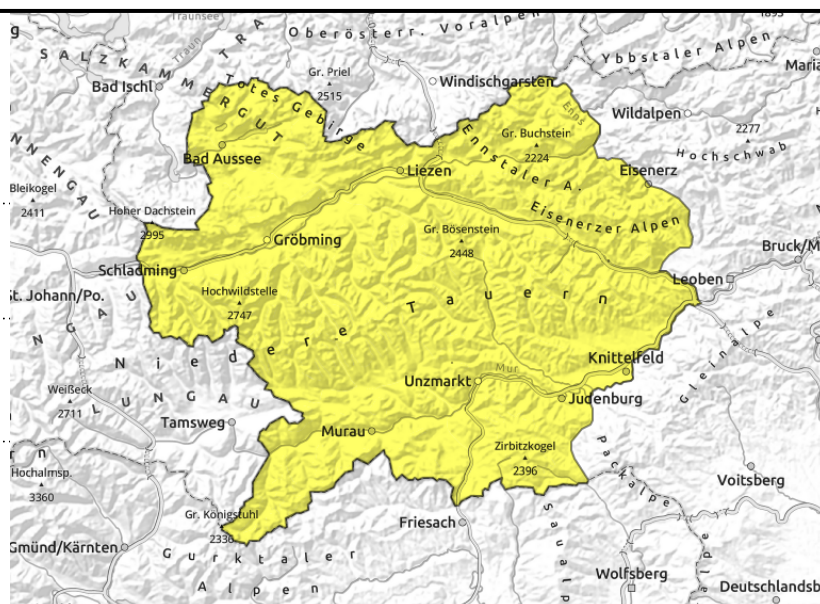 Traunsee
Oberösterr. Voralpen
1893
SALZKAMMERGUT
Traun
Ybbstaler Alpen
Maria
Bad Ischl
Gr. Priel
2515
Windischgarsten
Totes Gebirge
Enns
Wildalpen
Gr. Buchstein
2224
2277
Hochschwab
Bad Aussee
Ennstaler A.
Liezen
Eisenerz
Bleikogel
2411
Hoher Dachstein
2995
Eisenerzer Alpen
Gr. Bösenstein
2448
Gröbming
Bruck/M
Schladming
Leoben
St. Johann/Po.
Hochwildstelle
2747
Niedere Tauern
Gleinalpe
Knittelfeld
Mur
Unzmarkt
Weißeck
2711
LUNGAU
Judenburg
Tamsweg
Murau
Zirbitzkogel
2396
Packalpe
Hochalmsp.
3360
Voitsberg
Gr. Königstuhl
2336
Friesach
Gmünd/Kärnten
Gurktaler
Alpen
Saualp
Wolfsberg
Deutschlandsb